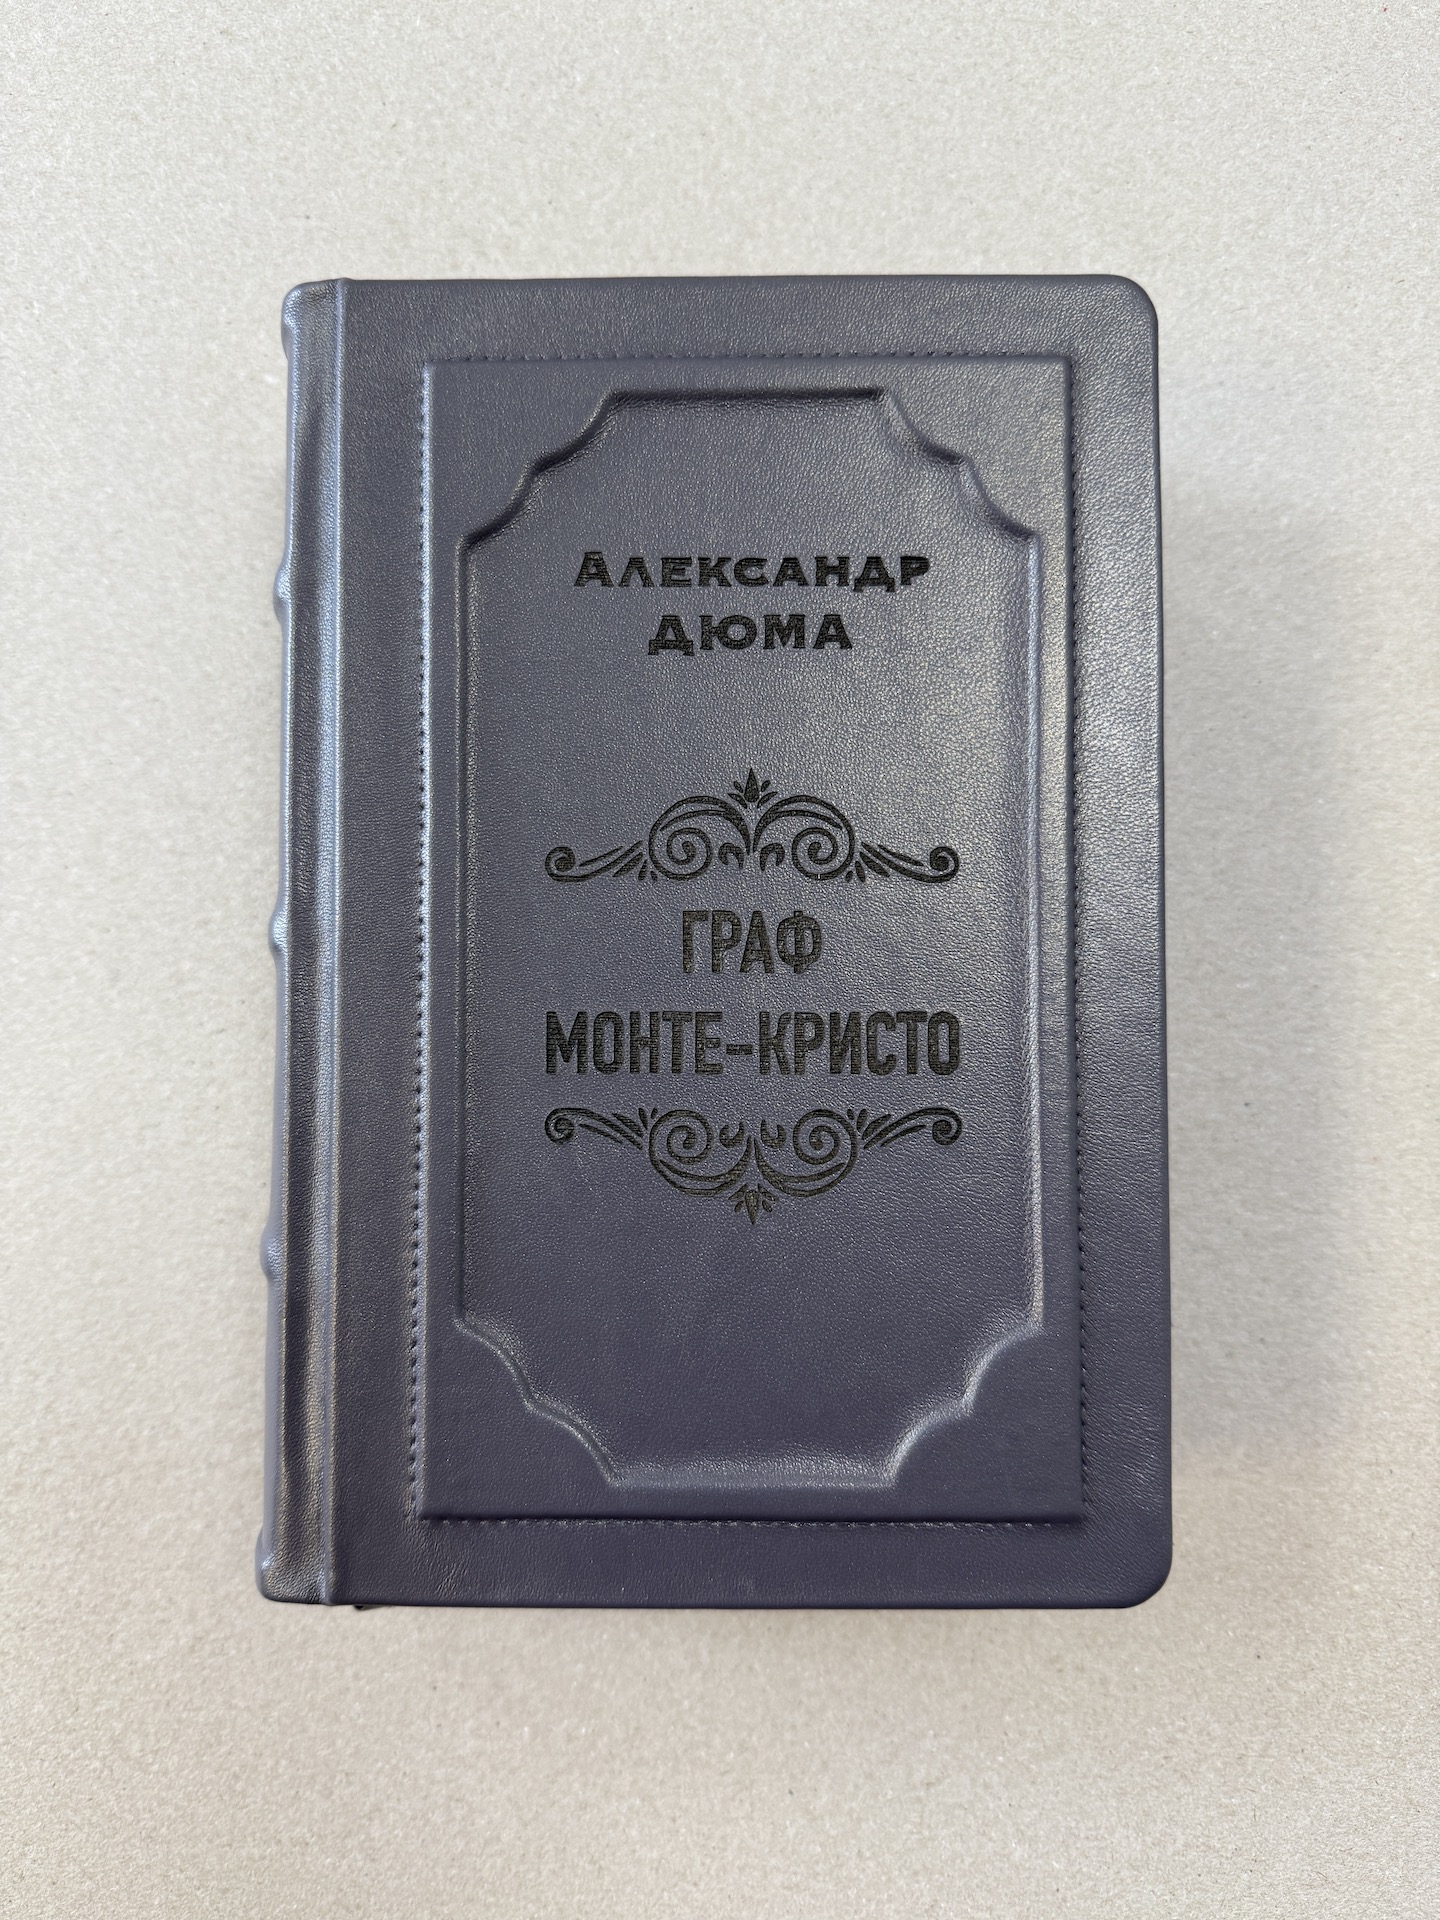 Александр
Дюма
ГРАФ
МОНТЕ-КРИСТО